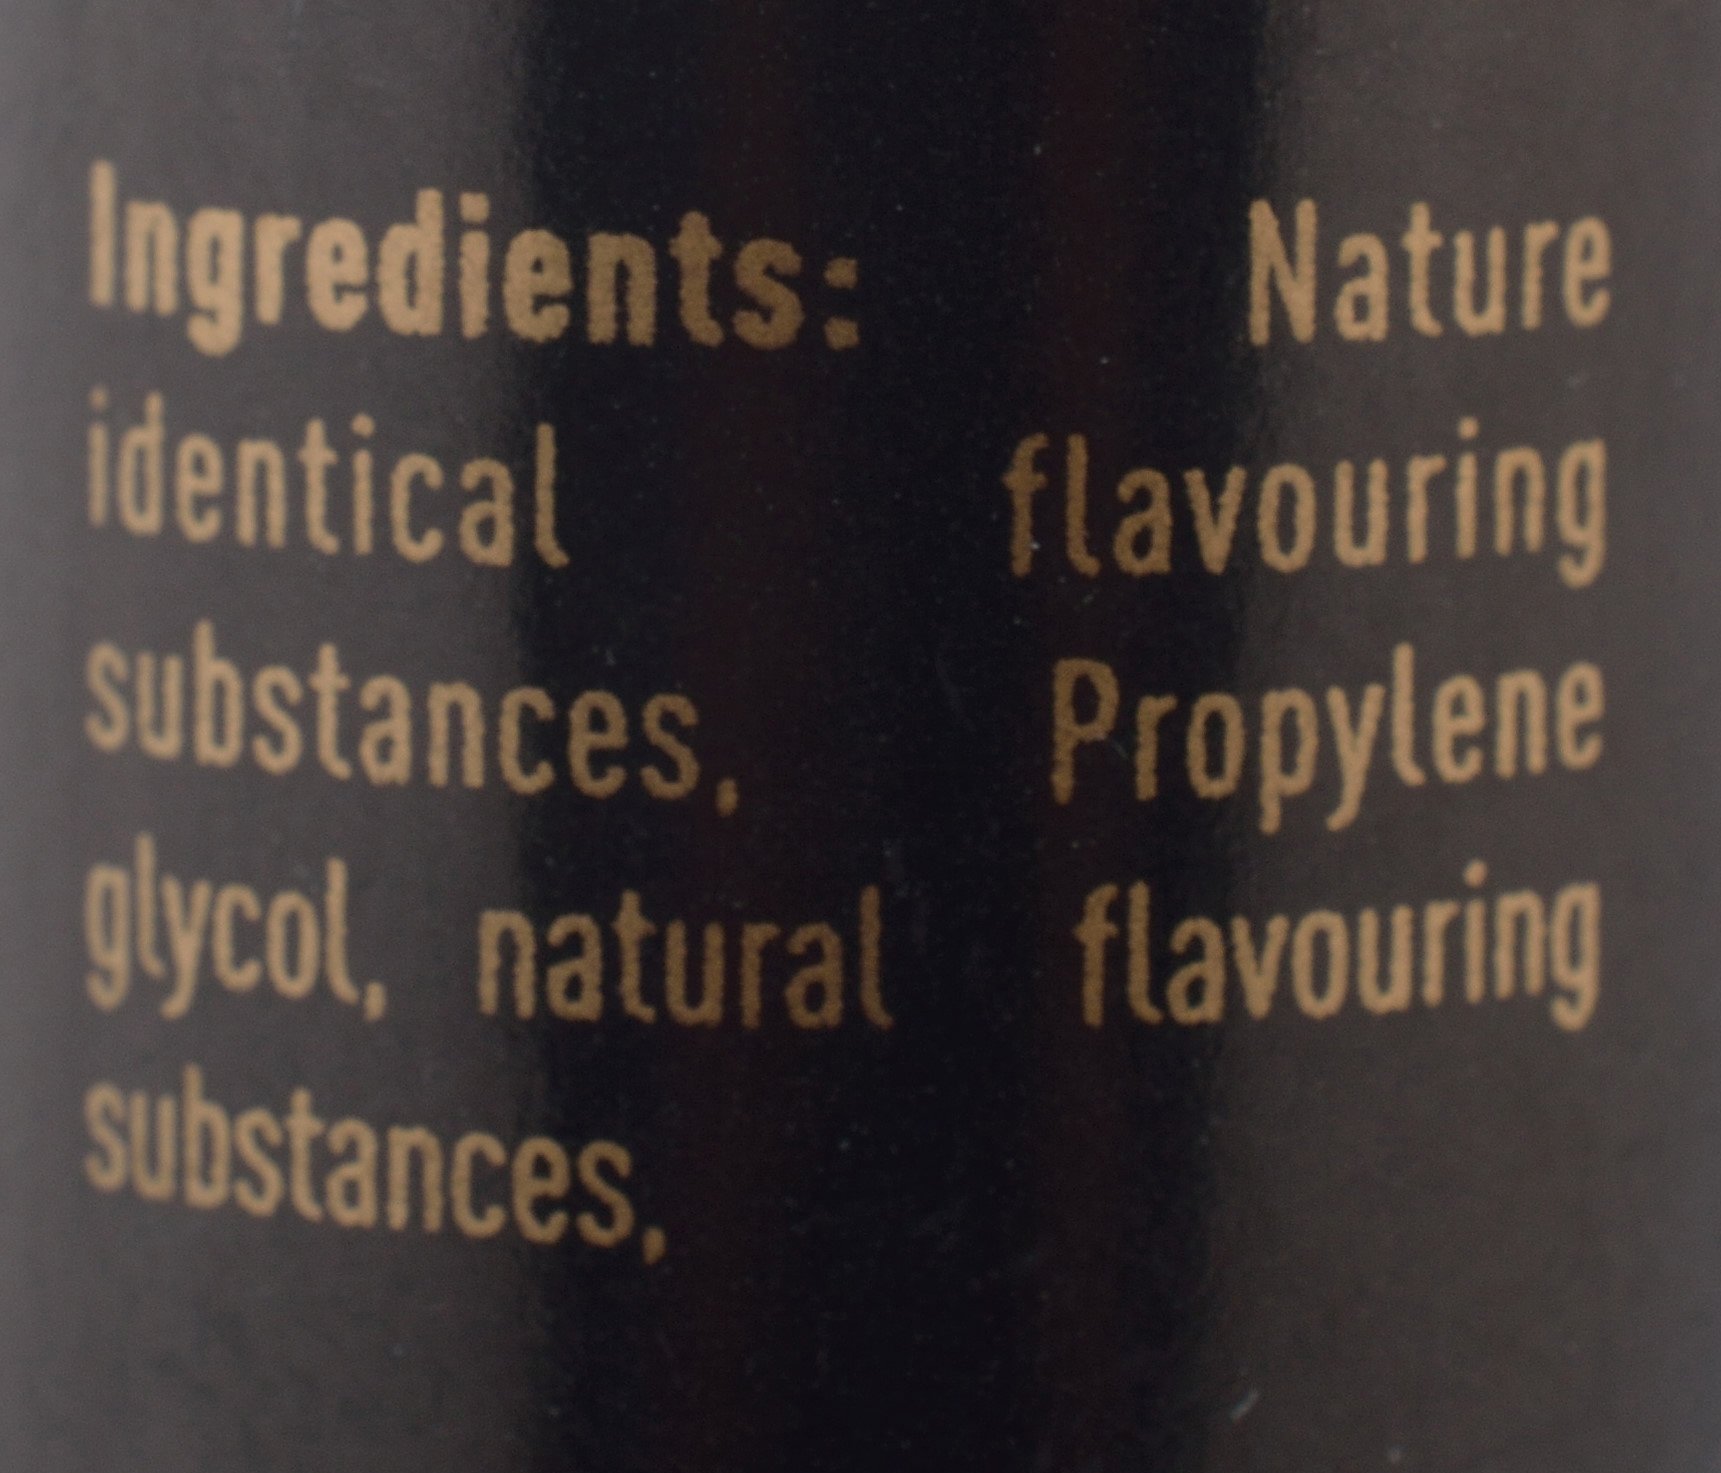 Ingredients: Nature
identical flavouring
substances, Propylene
glycol, natural flavouring
substances,